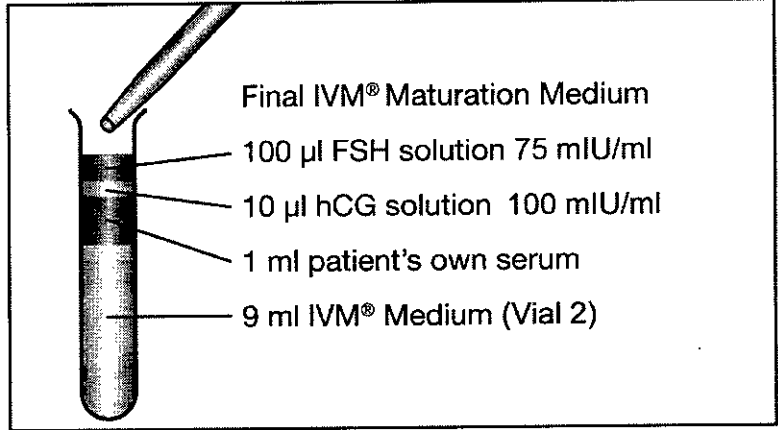 Final IVM® Maturation Medium
100 µl FSH solution 75 mIU/ml
10 µl hCG solution 100 mIU/ml
1 ml patient's own serum
9 ml IVM® Medium (Vial 2)